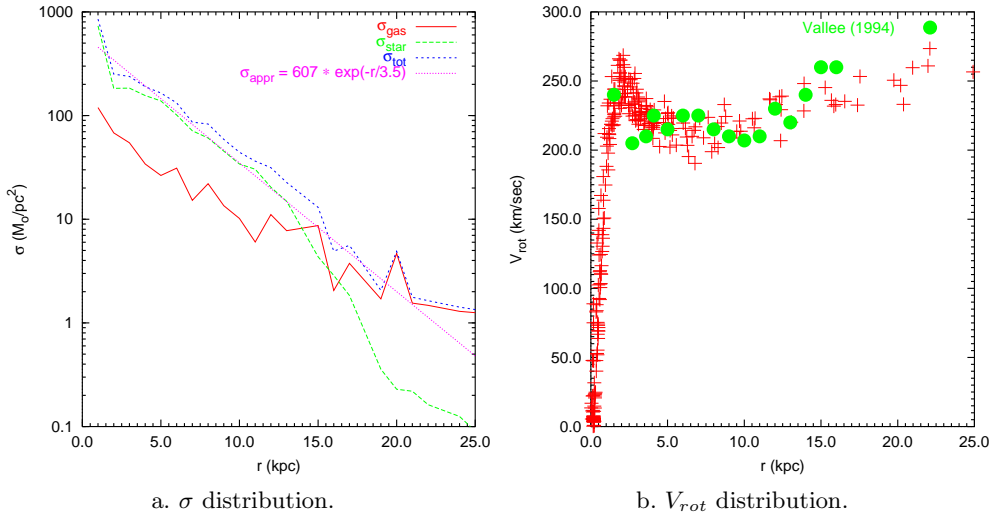 1000
100
10
1
0.1
σ (M₀/pc²)
0.0 5.0 10.0 15.0 20.0 25.0
r (kpc)
σgas
σstar
σtot
σappr = 607 * exp(-r/3.5)
a. σ distribution.
300.0
250.0
200.0
150.0
100.0
50.0
0.0
Vrot (km/sec)
0.0 5.0 10.0 15.0 20.0 25.0
r (kpc)
Vallee (1994)
b. Vrot distribution.